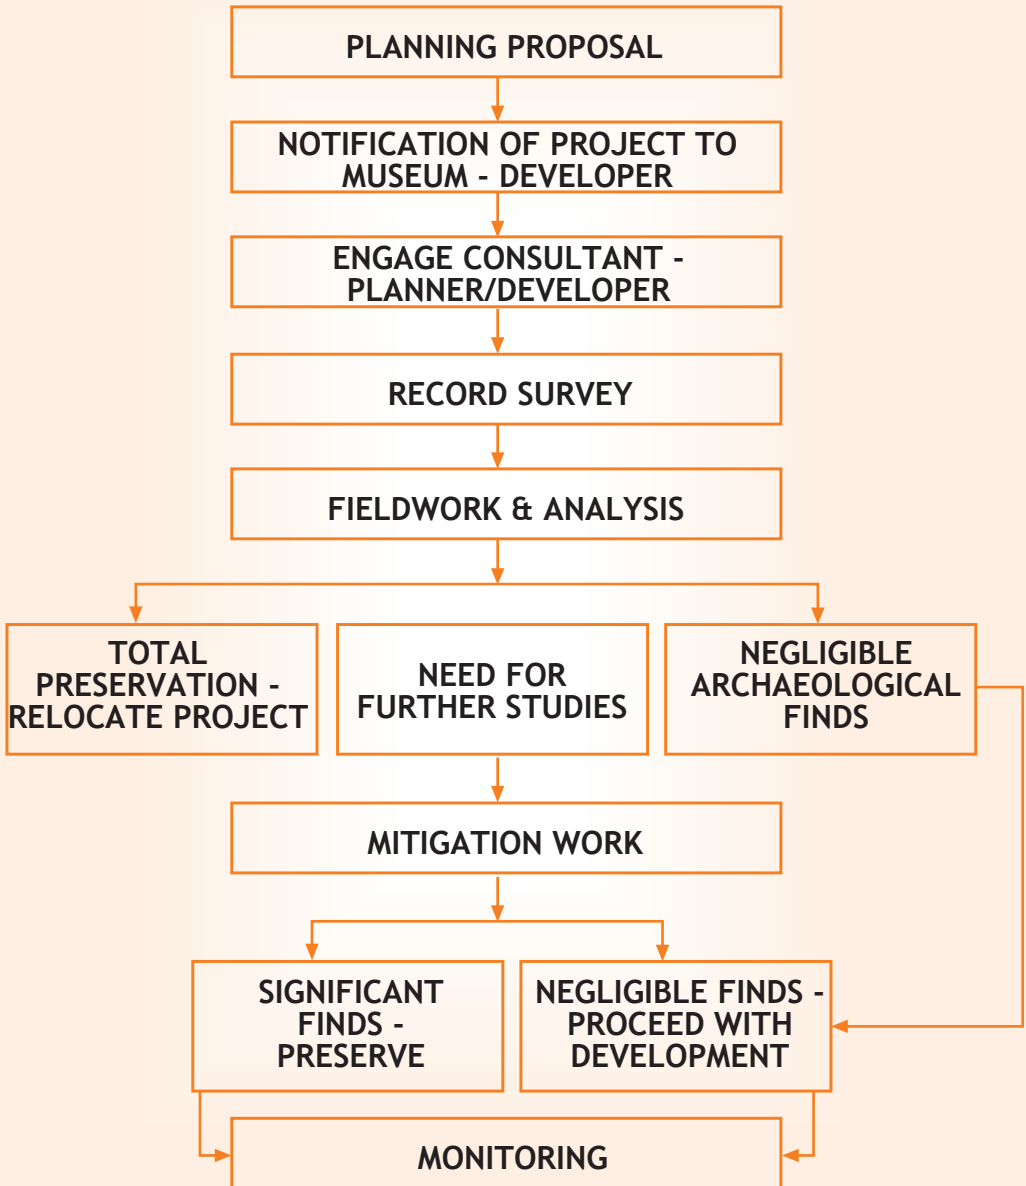 PLANNING PROPOSAL
NOTIFICATION OF PROJECT TO
MUSEUM - DEVELOPER
ENGAGE CONSULTANT -
PLANNER/DEVELOPER
RECORD SURVEY
FIELDWORK & ANALYSIS
TOTAL
PRESERVATION -
RELOCATE PROJECT
NEED FOR
FURTHER STUDIES
NEGLIGIBLE
ARCHAEOLOGICAL
FINDS
MITIGATION WORK
SIGNIFICANT
FINDS -
PRESERVE
NEGLIGIBLE FINDS -
PROCEED WITH
DEVELOPMENT
MONITORING